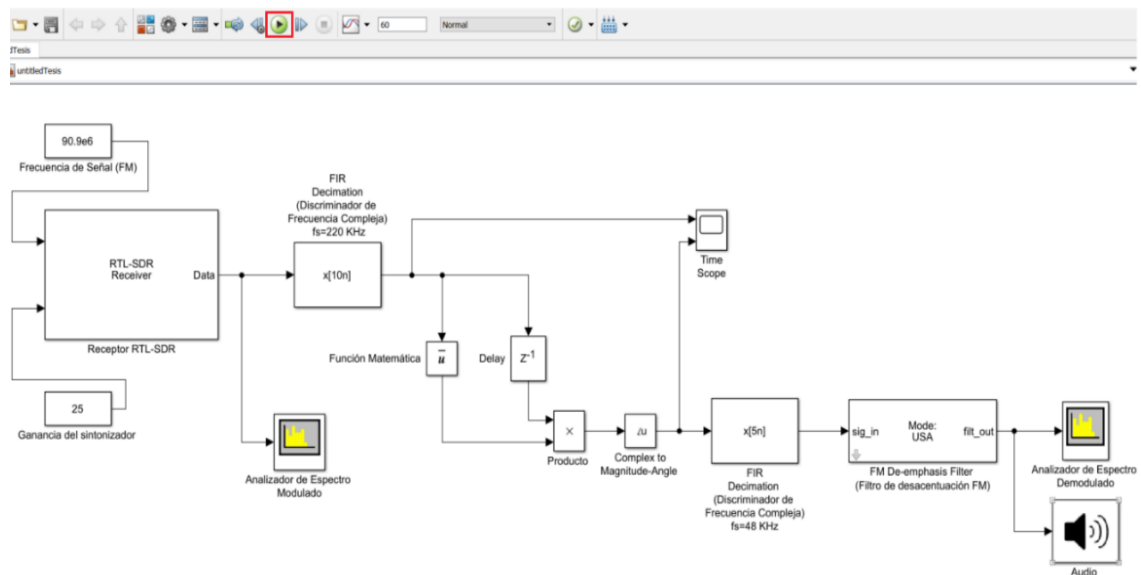 60
Normal
dTesis
untitledTesis
90.9e6
Frecuencia de Señal (FM)
RTL-SDR
Receiver
Data
Receptor RTL-SDR
25
Ganancia del sintonizador
FIR
Decimation
(Discriminador de
Frecuencia Compleja)
fs=220 KHz
x[10n]
Analizador de Espectro
Modulado
Función Matemática
u
Delay
Z-1
×
Producto
∠u
Complex to
Magnitude-Angle
Time
Scope
x[5n]
FIR
Decimation
(Discriminador de
Frecuencia Compleja)
fs=48 KHz
sig_in
Mode:
USA
filt_out
FM De-emphasis Filter
(Filtro de desacentuación FM)
Analizador de Espectro
Demodulado
Audio